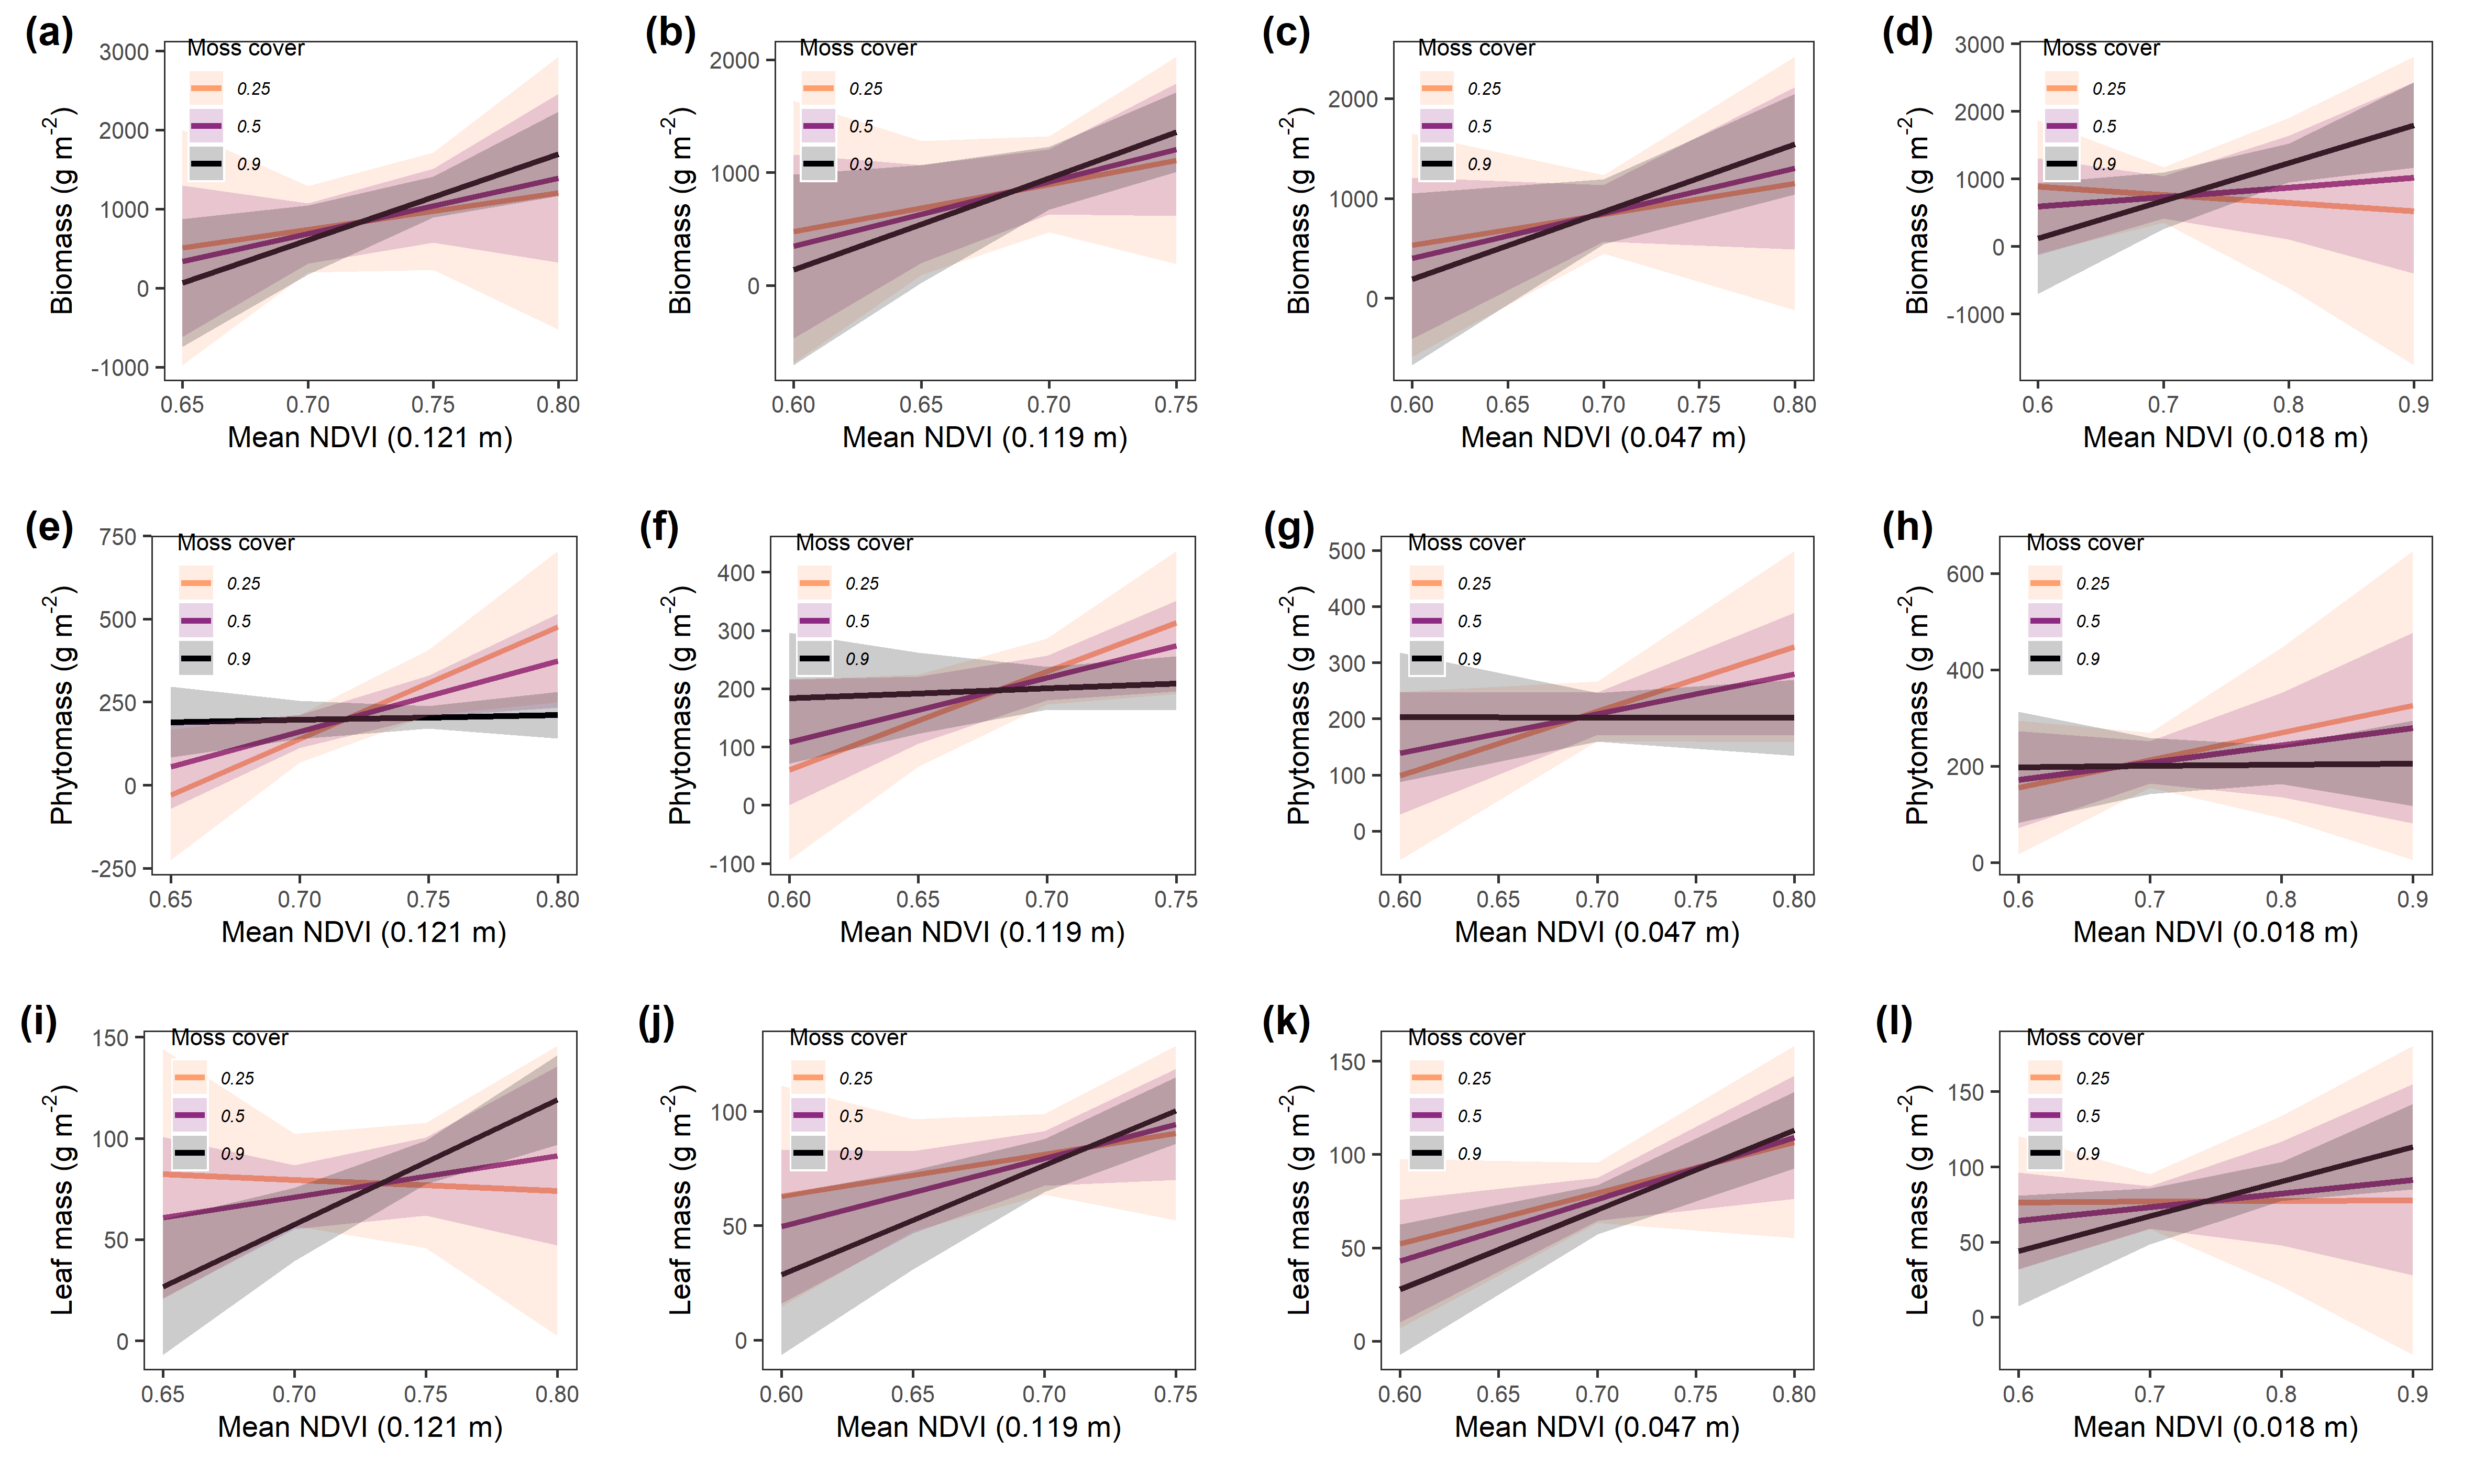 (a)
Moss cover
0.25
0.5
0.9
3000
2000
1000
0
-1000
Biomass (g m-2)
0.65 0.70 0.75 0.80
Mean NDVI (0.121 m)
(b)
Moss cover
0.25
0.5
0.9
2000
1000
0
Biomass (g m-2)
0.60 0.65 0.70 0.75
Mean NDVI (0.119 m)
(c)
Moss cover
0.25
0.5
0.9
2000
1000
0
Biomass (g m-2)
0.60 0.65 0.70 0.75 0.80
Mean NDVI (0.047 m)
(d)
Moss cover
0.25
0.5
0.9
3000
2000
1000
0
-1000
Biomass (g m-2)
0.6 0.7 0.8 0.9
Mean NDVI (0.018 m)
(e)
Moss cover
0.25
0.5
0.9
750
500
250
0
-250
Phytomass (g m-2)
0.65 0.70 0.75 0.80
Mean NDVI (0.121 m)
(f)
Moss cover
0.25
0.5
0.9
400
300
200
100
0
-100
Phytomass (g m-2)
0.60 0.65 0.70 0.75
Mean NDVI (0.119 m)
(g)
Moss cover
0.25
0.5
0.9
500
400
300
200
100
0
Phytomass (g m-2)
0.60 0.65 0.70 0.75 0.80
Mean NDVI (0.047 m)
(h)
Moss cover
0.25
0.5
0.9
600
400
200
0
Phytomass (g m-2)
0.6 0.7 0.8 0.9
Mean NDVI (0.018 m)
(i)
Moss cover
0.25
0.5
0.9
150
100
50
0
Leaf mass (g m-2)
0.65 0.70 0.75 0.80
Mean NDVI (0.121 m)
(j)
Moss cover
0.25
0.5
0.9
100
50
0
Leaf mass (g m-2)
0.60 0.65 0.70 0.75
Mean NDVI (0.119 m)
(k)
Moss cover
0.25
0.5
0.9
150
100
50
0
Leaf mass (g m-2)
0.60 0.65 0.70 0.75 0.80
Mean NDVI (0.047 m)
(l)
Moss cover
0.25
0.5
0.9
150
100
50
0
Leaf mass (g m-2)
0.6 0.7 0.8 0.9
Mean NDVI (0.018 m)